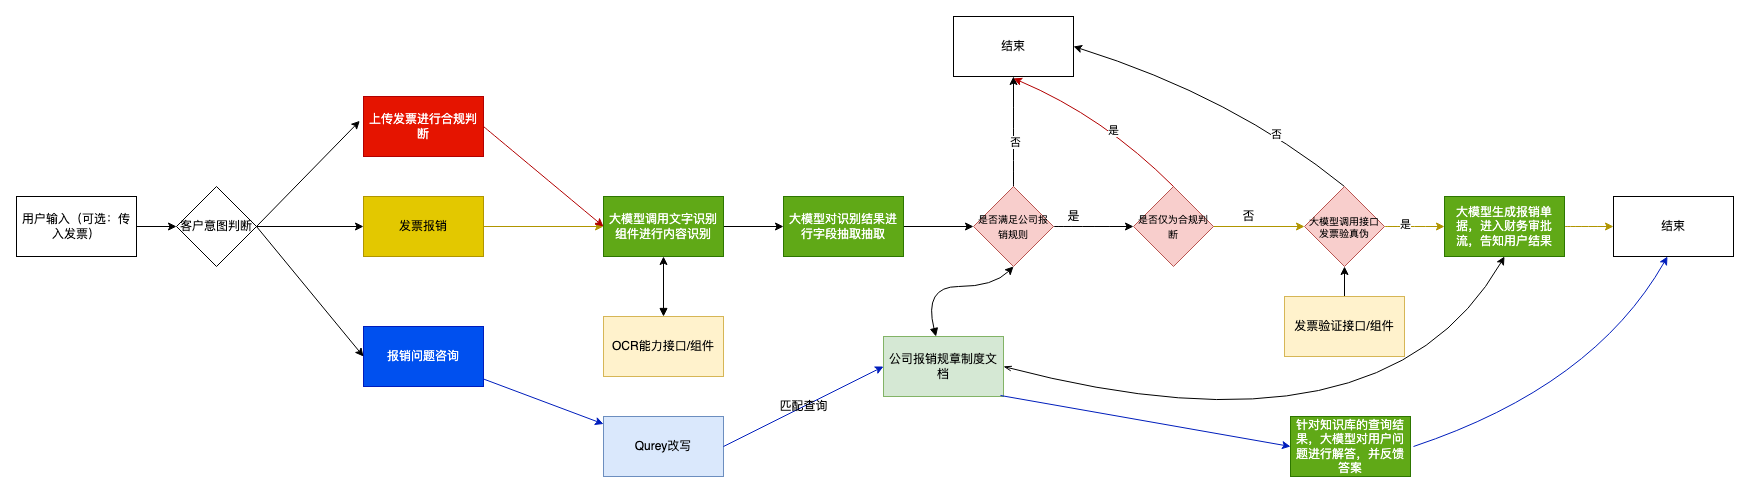 结束
上传发票进行合规判
断
否
是
否
用户输入（可选：传
入发票）
客户意图判断
发票报销
大模型调用文字识别
组件进行内容识别
大模型对识别结果进
行字段抽取抽取
是否满足公司报
销规则
是
是否仅为合规判
断
否
大模型调用接口
发票验真伪
是
大模型生成报销单
据，进入财务审批
流，告知用户结果
结束
报销问题咨询
OCR能力接口/组件
公司报销规章制度文
档
发票验证接口/组件
匹配查询
Qurey改写
针对知识库的查询结
果，大模型对用户问
题进行解答，并反馈
答案